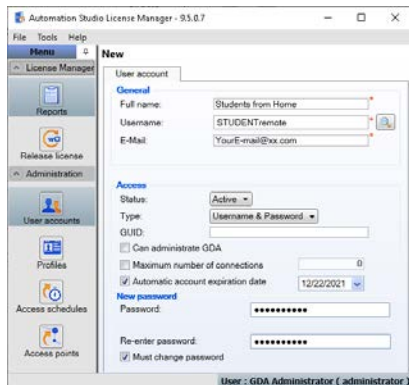 Automation Studio License Manager - 9.5.0.7
File Tools Help
Menu
License Manager
Reports
Release license
Administration
User accounts
Profiles
Access schedules
Access points
New
User account
General
Full name: Students from Home *
Username: STUDENTremote *
E-Mail: YourE-mail@xx.com *
Access
Status: Active
Type: Username & Password
GUID:
Can administrate GDA
Maximum number of connections 0
Automatic account expiration date 12/22/2021
New password
Password: ••••••••••
Re-enter password: ••••••••••
Must change password
User : GDA Administrator ( administrator )